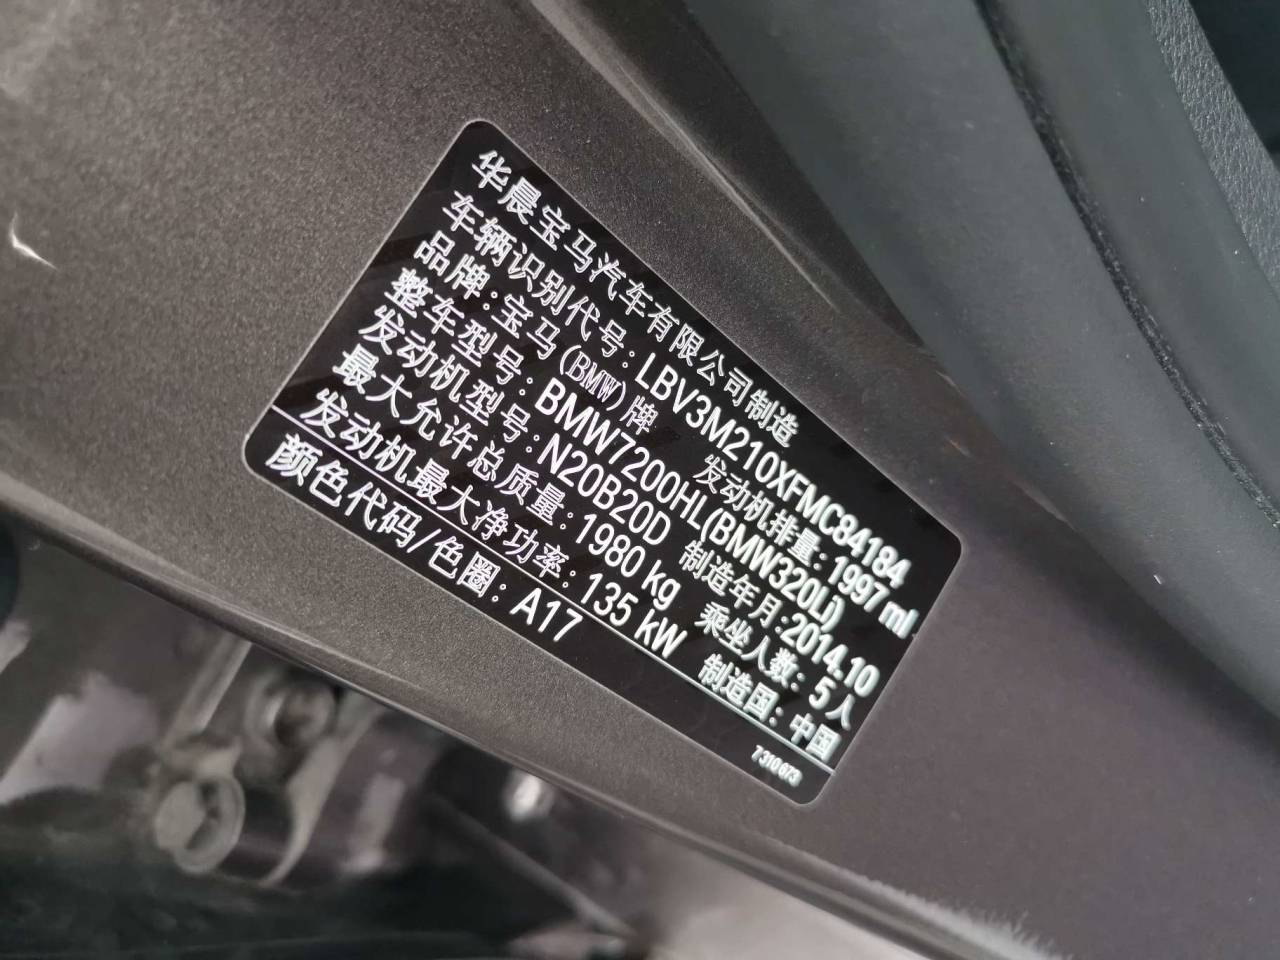 华晨宝马汽车有限公司制造
车辆识别代号: LBV3M210XFMC84184
品牌: 宝马(BMW)牌 发动机排量: 1997 ml
整车型号: BMW7200HL(BMW320Li)
发动机型号: N20B20D 制造年月:2014.10
最大允许总质量: 1980 kg 乘坐人数: 5人
发动机最大净功率: 135 kW 制造国: 中国
颜色代码/色圈: A17
7310673